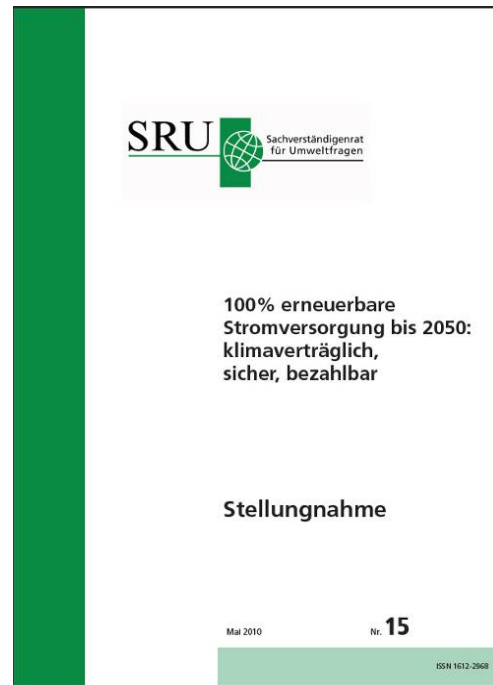 SRU
Sachverständigenrat
für Umweltfragen
100% erneuerbare
Stromversorgung bis 2050:
klimaverträglich,
sicher, bezahlbar
Stellungnahme
Mai 2010
Nr. 15
ISSN 1612-2968